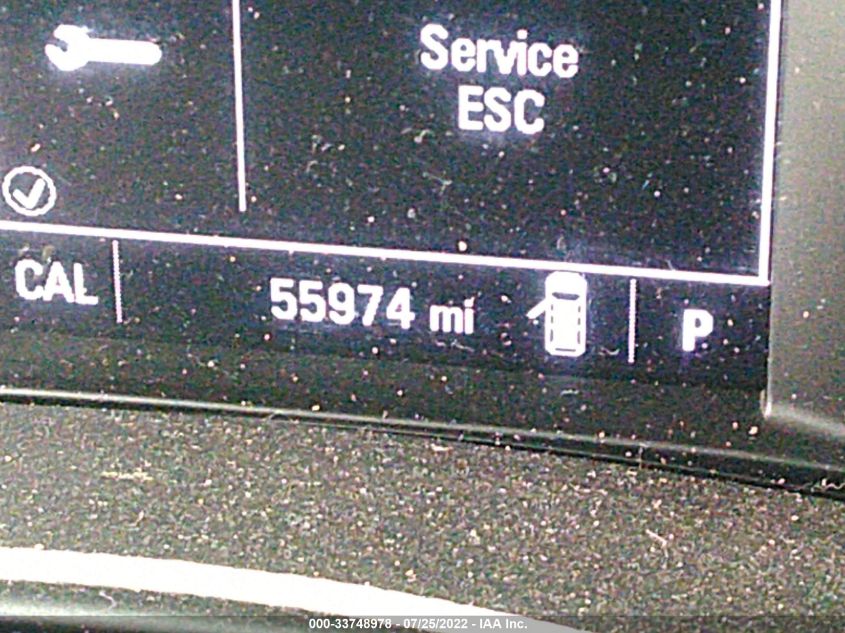 Service
ESC
CAL
55974 mi
P
000-33748978 - 07/25/2022 - IAA Inc.